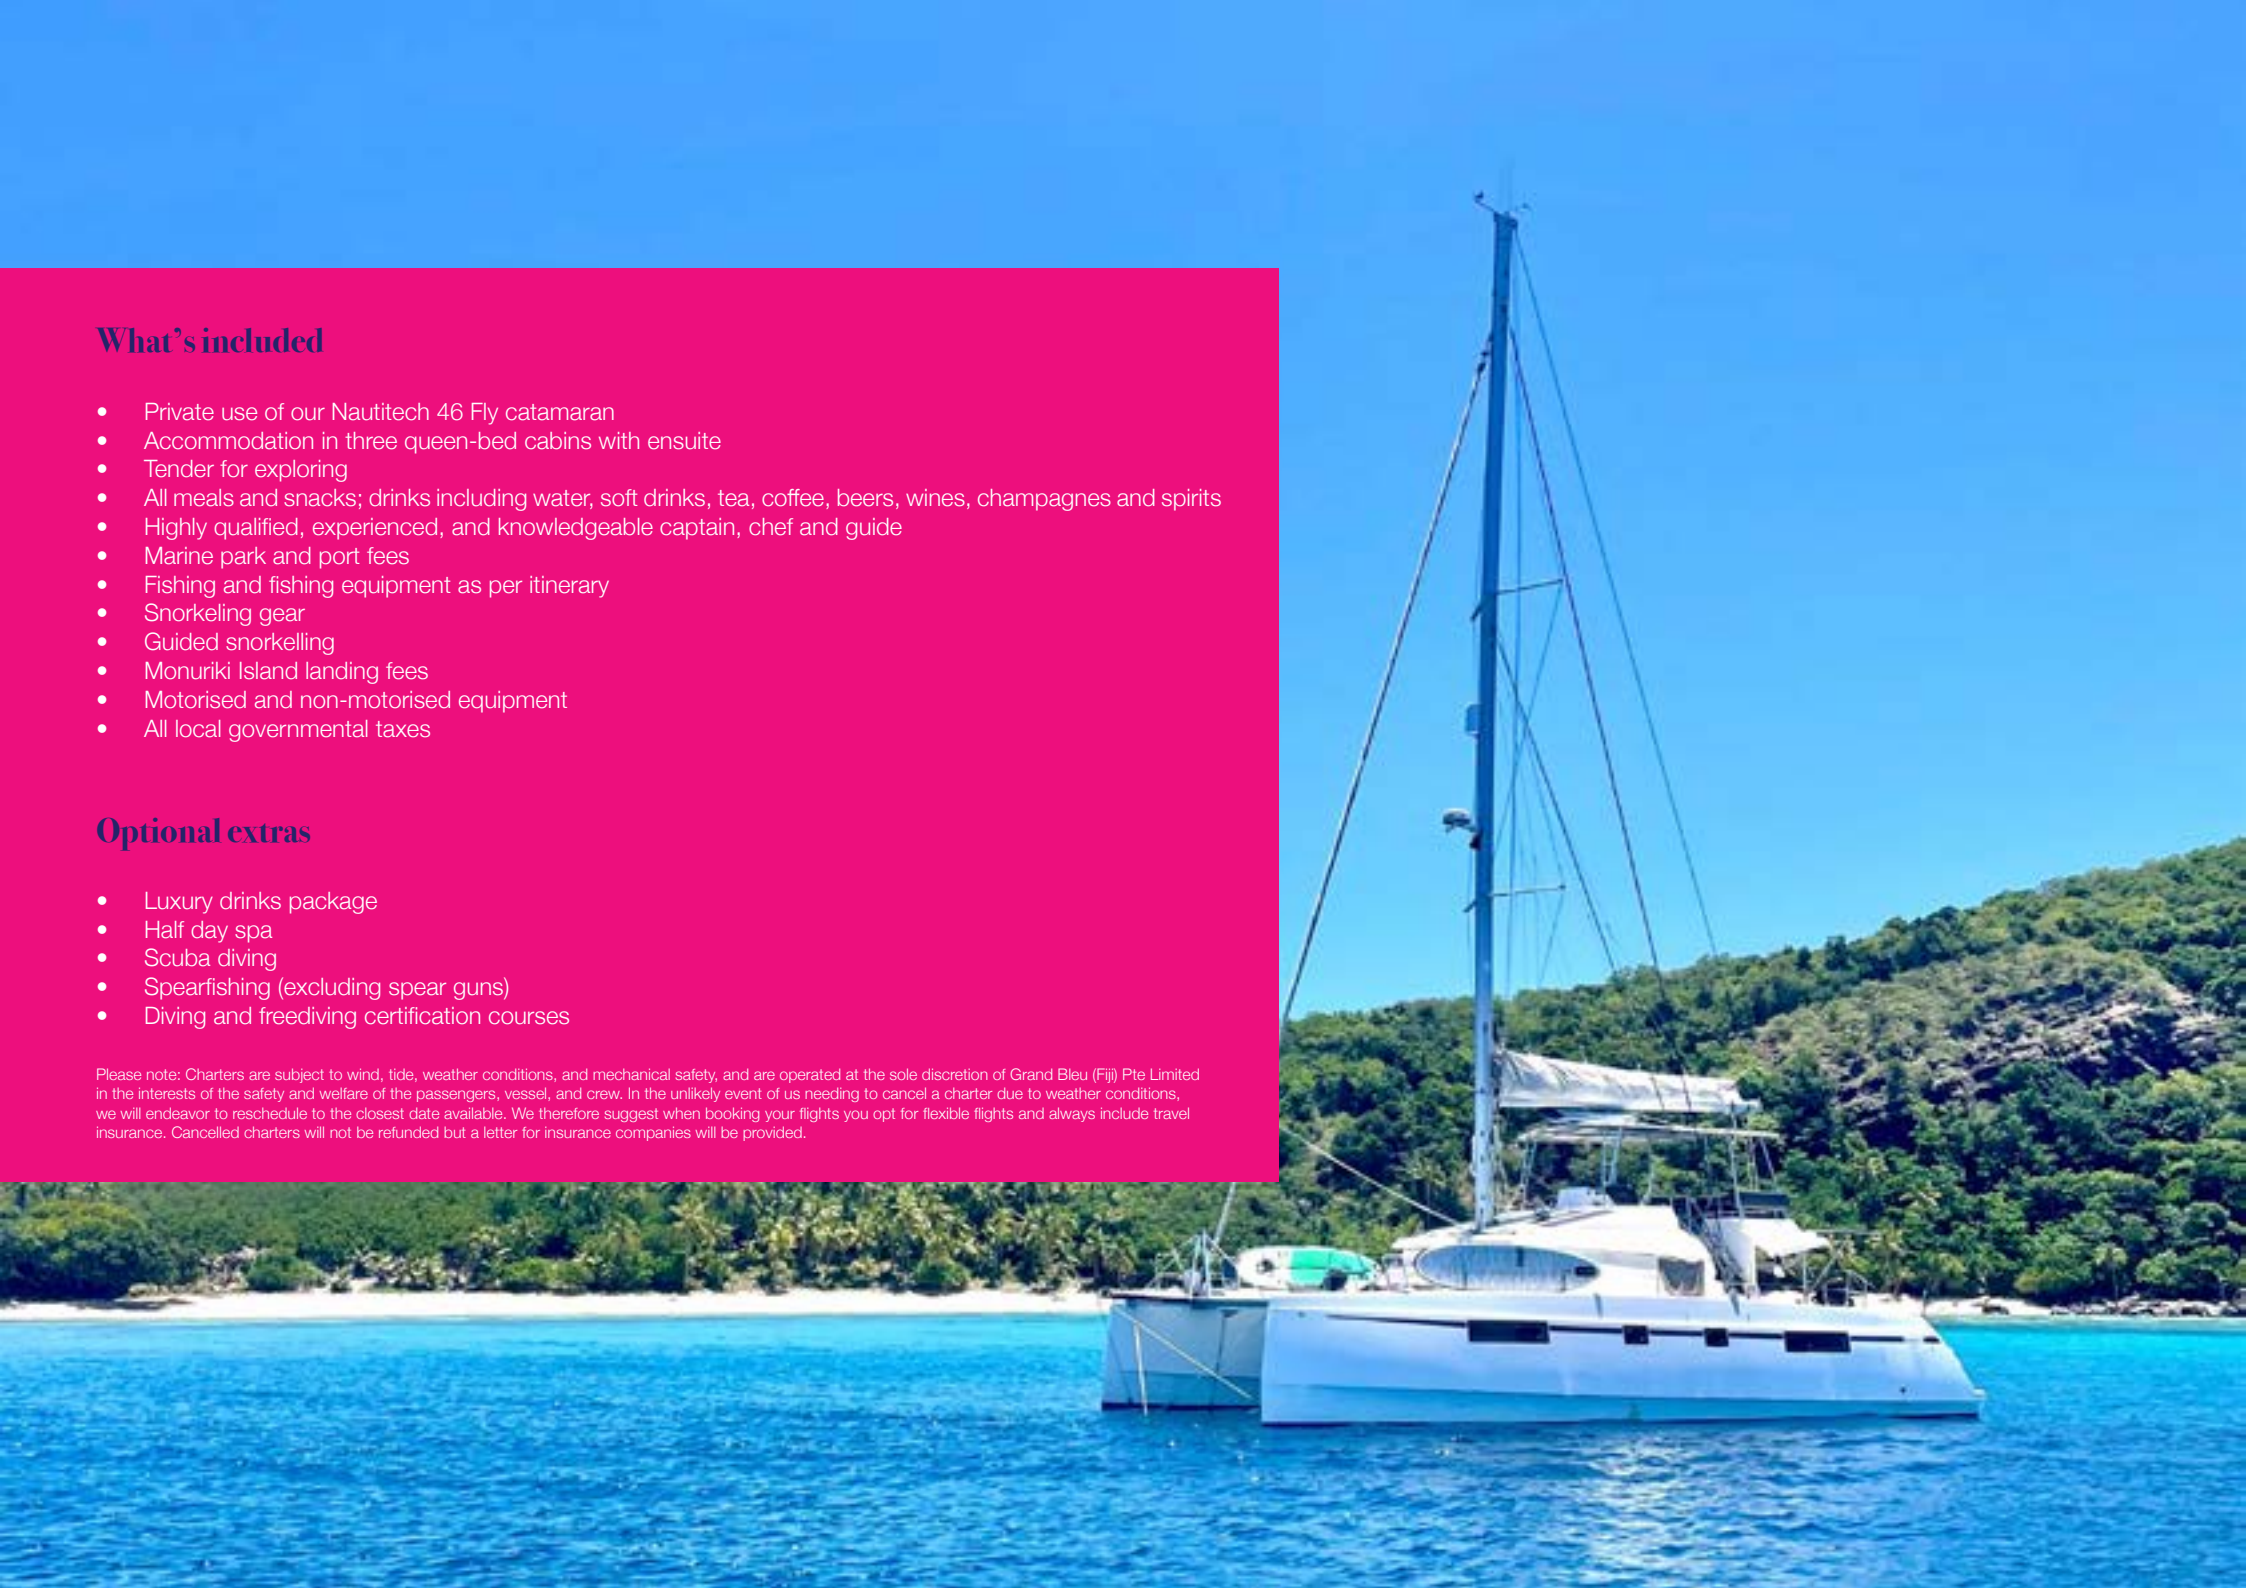 What’s included
• Private use of our Nautitech 46 Fly catamaran
• Accommodation in three queen-bed cabins with ensuite
• Tender for exploring
• All meals and snacks; drinks including water, soft drinks, tea, coffee, beers, wines, champagnes and spirits
• Highly qualified, experienced, and knowledgeable captain, chef and guide
• Marine park and port fees
• Fishing and fishing equipment as per itinerary
• Snorkeling gear
• Guided snorkelling
• Monuriki Island landing fees
• Motorised and non-motorised equipment
• All local governmental taxes
Optional extras
• Luxury drinks package
• Half day spa
• Scuba diving
• Spearfishing (excluding spear guns)
• Diving and freediving certification courses
Please note: Charters are subject to wind, tide, weather conditions, and mechanical safety, and are operated at the sole discretion of Grand Bleu (Fiji) Pte Limited
in the interests of the safety and welfare of the passengers, vessel, and crew. In the unlikely event of us needing to cancel a charter due to weather conditions,
we will endeavor to reschedule to the closest date available. We therefore suggest when booking your flights you opt for flexible flights and always include travel
insurance. Cancelled charters will not be refunded but a letter for insurance companies will be provided.